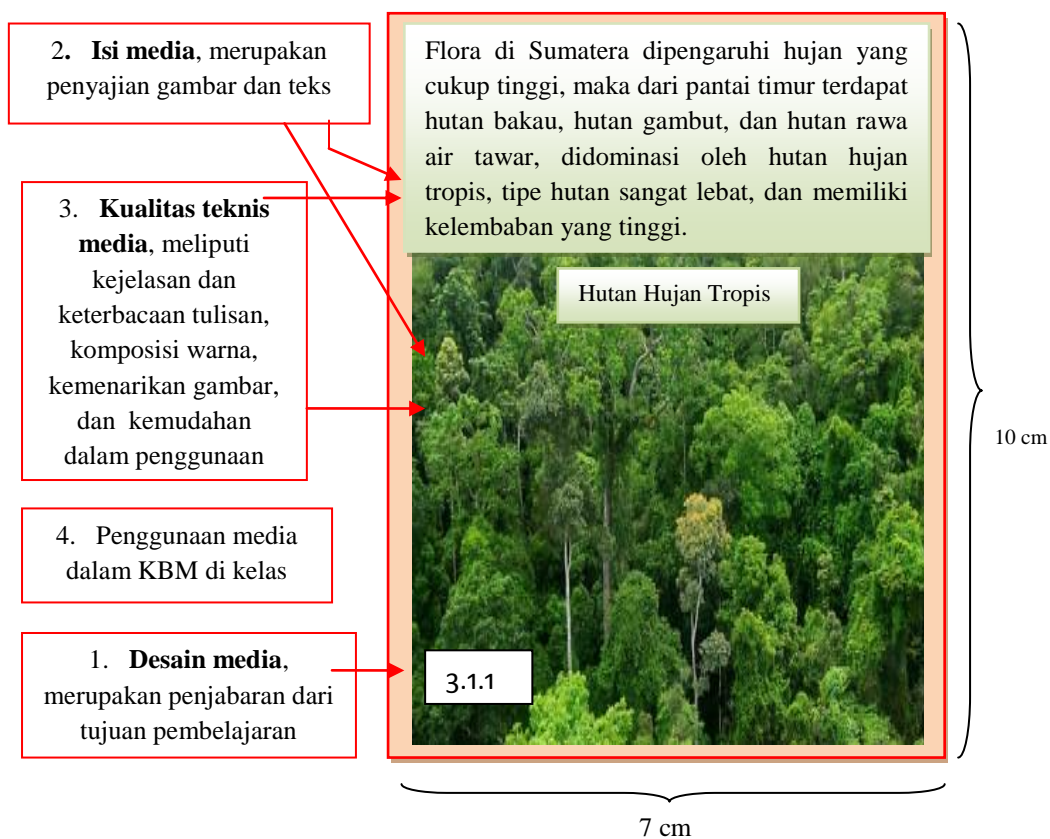 2. Isi media, merupakan
penyajian gambar dan teks
3. Kualitas teknis
media, meliputi
kejelasan dan
keterbacaan tulisan,
komposisi warna,
kemenarikan gambar,
dan kemudahan
dalam penggunaan
4. Penggunaan media
dalam KBM di kelas
1. Desain media,
merupakan penjabaran dari
tujuan pembelajaran
Flora di Sumatera dipengaruhi hujan yang
cukup tinggi, maka dari pantai timur terdapat
hutan bakau, hutan gambut, dan hutan rawa
air tawar, didominasi oleh hutan hujan
tropis, tipe hutan sangat lebat, dan memiliki
kelembaban yang tinggi.
Hutan Hujan Tropis
3.1.1
10 cm
7 cm